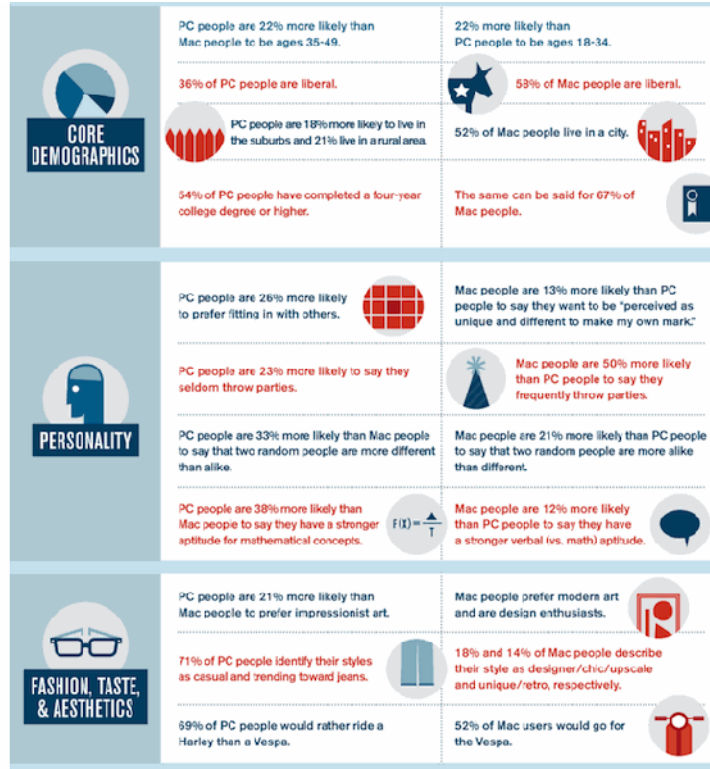 PC people are 22% more likely than
Mac people to be ages 35-49.
22% more likely than
PC people to be ages 18-34.
36% of PC people are liberal.
58% of Mac people are liberal.
CORE
DEMOGRAPHICS
PC people are 18% more likely to live in
the suburbs and 21% live in a rural area.
52% of Mac people live in a city.
54% of PC people have completed a four-year
college degree or higher.
The same can be said for 67% of
Mac people.
PERSONALITY
PC people are 26% more likely
to prefer fitting in with others.
Mac people are 13% more likely than PC
people to say they want to be "perceived as
unique and different to make my own mark."
PC people are 23% more likely to say they
seldom throw parties.
Mac people are 50% more likely
than PC people to say they
frequently throw parties.
PC people are 33% more likely than Mac people
to say that two random people are more different
than alike.
Mac people are 21% more likely than PC people
to say that two random people are more alike
than different.
PC people are 38% more likely than
Mac people to say they have a stronger
aptitude for mathematical concepts.
F(X)=
T
Mac people are 12% more likely
than PC people to say they have
a stronger verbal (vs. math) aptitude.
FASHION, TASTE,
& AESTHETICS
PC people are 21% more likely than
Mac people to prefer impressionist art.
Mac people prefer modern art
and are design enthusiasts.
71% of PC people identify their styles
as casual and trending toward jeans.
18% and 14% of Mac people describe
their style as designer/chic/upscale
and unique/retro, respectively.
69% of PC people would rather ride a
Harley than a Vespa.
52% of Mac users would go for
the Vespa.